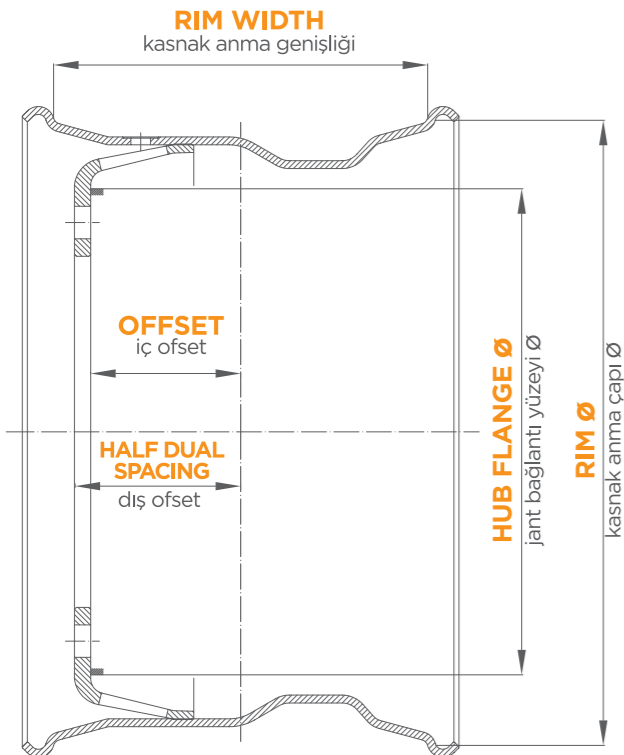 RIM WIDTH
kasnak anma genişliği
OFFSET
iç ofset
HALF DUAL
SPACING
dış ofset
HUB FLANGE Ø
jant bağlantı yüzeyi Ø
RIM Ø
kasnak anma çapı Ø